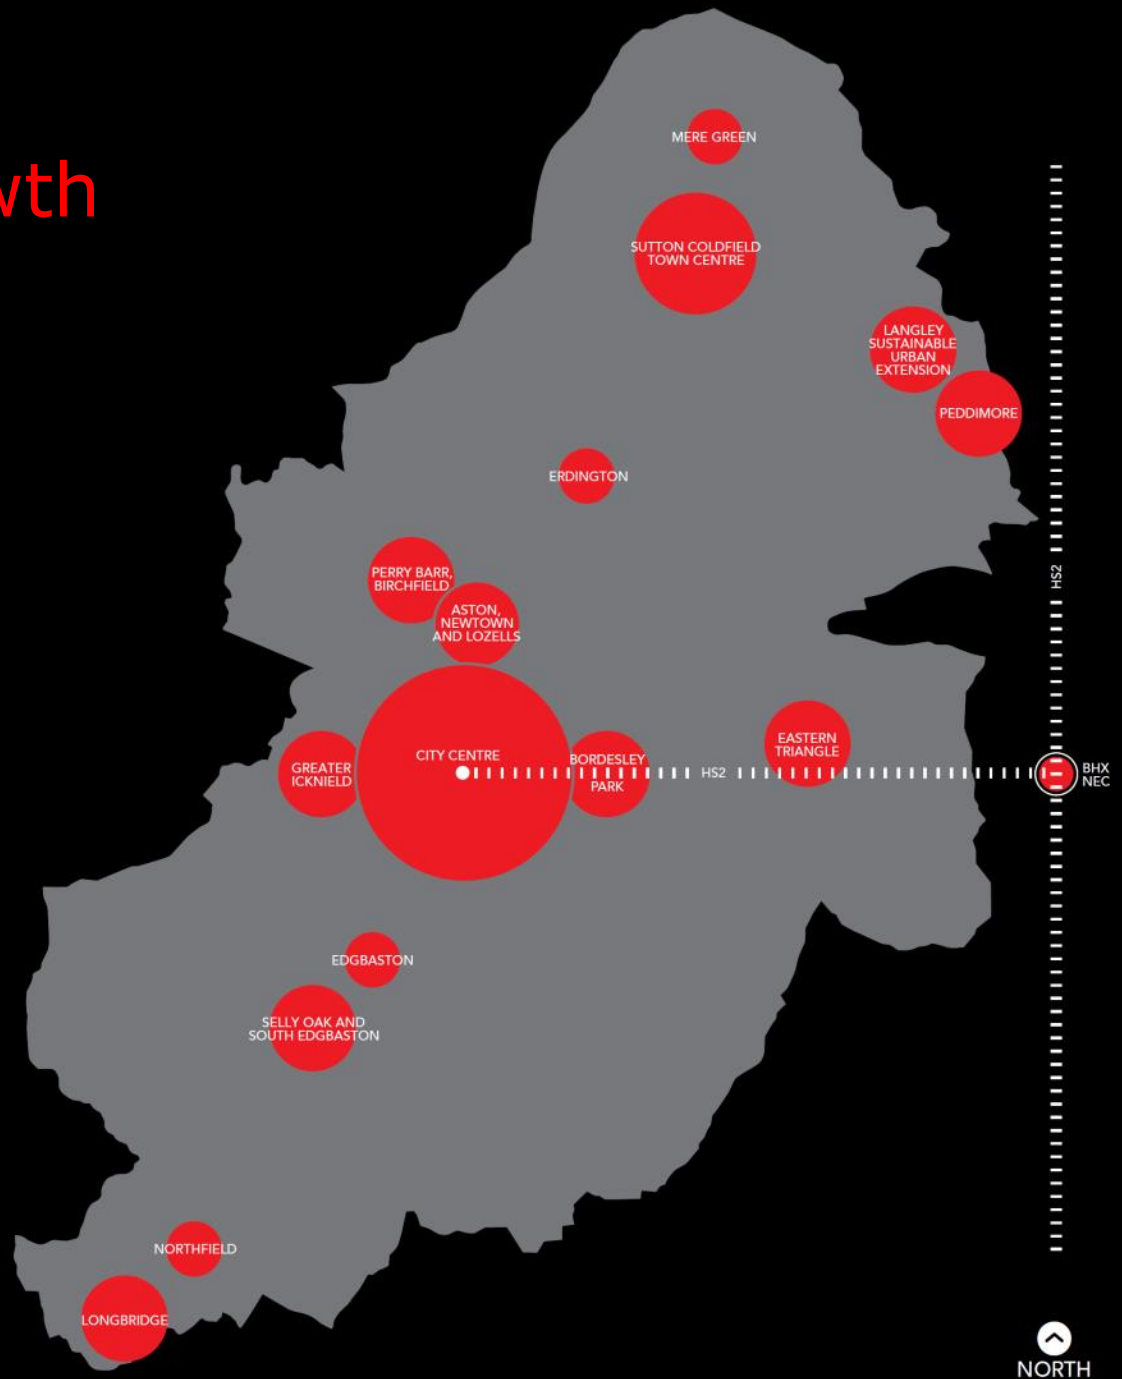 MERE GREEN
wth
SUTTON COLDFIELD
TOWN CENTRE
LANGLEY
SUSTAINABLE
URBAN
EXTENSION
PEDDIMORE
ERDINGTON
HS2
PERRY BARR,
BIRCHFIELD
ASTON,
NEWTOWN
AND LOZELLS
EASTERN
TRIANGLE
CITY CENTRE
BORDESLEY
PARK
GREATER
ICKNIELD
HS2
BHX
NEC
EDGBASTON
SELLY OAK AND
SOUTH EDGBASTON
NORTHFIELD
LONGBRIDGE
NORTH